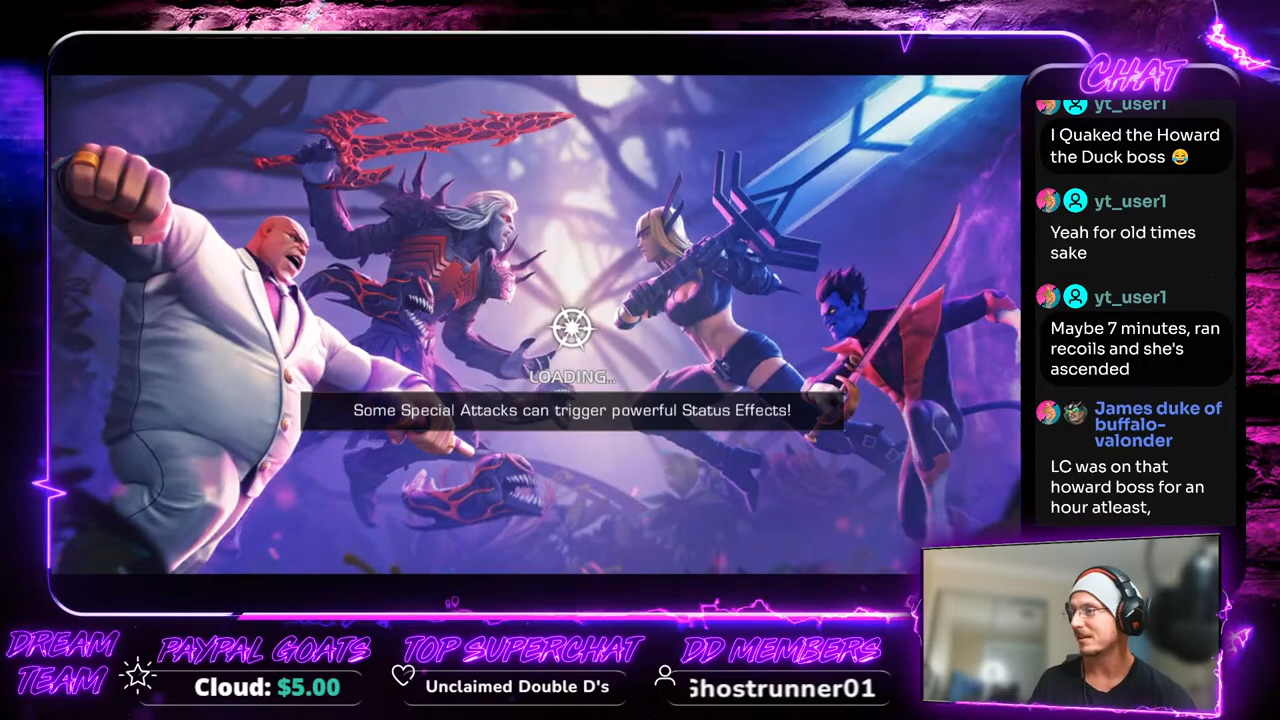 CHAT
yt_user1
I Quaked the Howard
the Duck boss 😂
yt_user1
Yeah for old times
sake
yt_user1
Maybe 7 minutes, ran
recoils and she's
ascended
James duke of
buffalo-
valonder
LC was on that
howard boss for an
hour atleast,
LOADING...
Some Special Attacks can trigger powerful Status Effects!
DREAM
TEAM
PAYPAL GOATS
Cloud: $5.00
TOP SUPERCHAT
Unclaimed Double D's
DD MEMBERS
Ghostrunner01